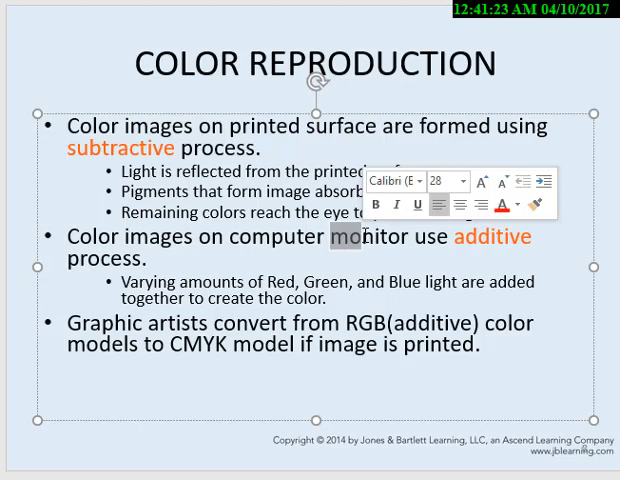 12:41:23 AM 04/10/2017
COLOR REPRODUCTION
• Color images on printed surface are formed using
subtractive process.
• Light is reflected from the printed
• Pigments that form image absorb
• Remaining colors reach the eye to
Calibri (E
28
A
A
B I U
A
• Color images on computer monitor use additive
process.
• Varying amounts of Red, Green, and Blue light are added
together to create the color.
• Graphic artists convert from RGB(additive) color
models to CMYK model if image is printed.
Copyright © 2014 by Jones & Bartlett Learning, LLC, an Ascend Learning Company
www.jblearning.com